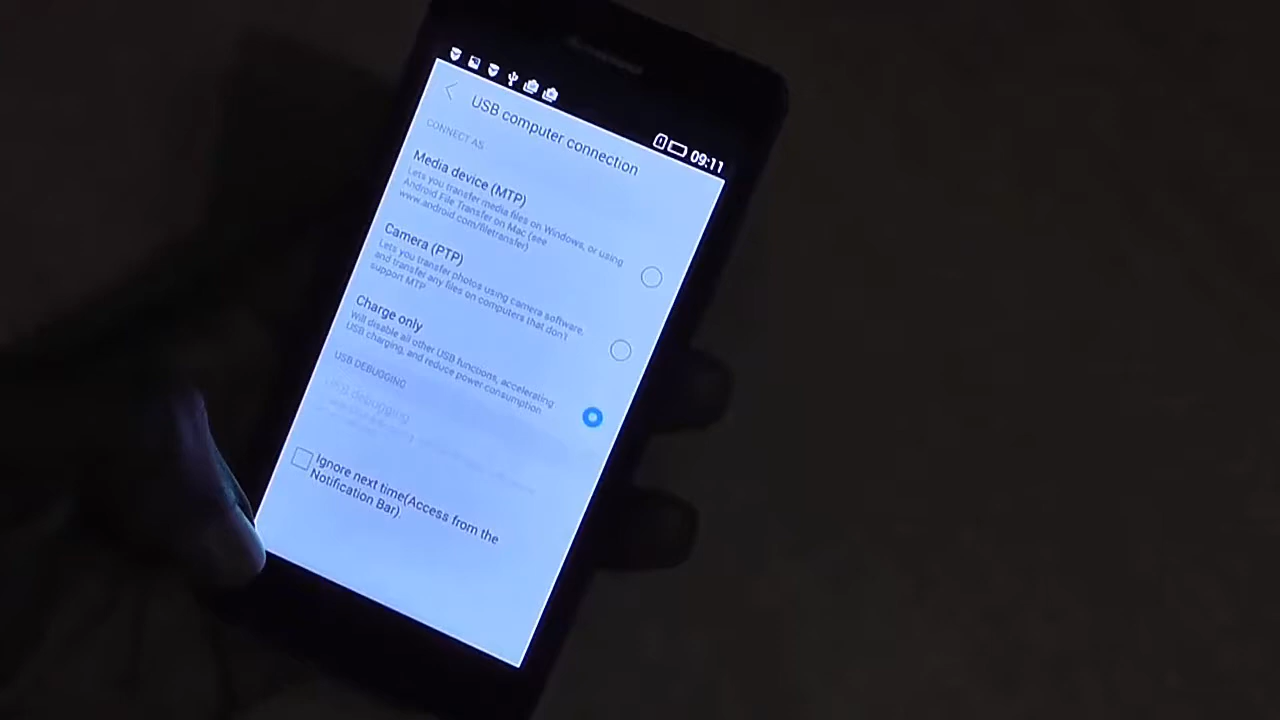 09:11
USB computer connection
CONNECT AS
Media device (MTP)
Lets you transfer media files on Windows, or using
Android File Transfer on Mac (see
www.android.com/filetransfer)
Camera (PTP)
Lets you transfer photos using camera software,
and transfer any files on computers that don't
support MTP
Charge only
Will disable all other USB functions, accelerating
USB charging, and reduce power consumption
USB DEBUGGING
debugging
Ignore next time(Access from the
Notification Bar).